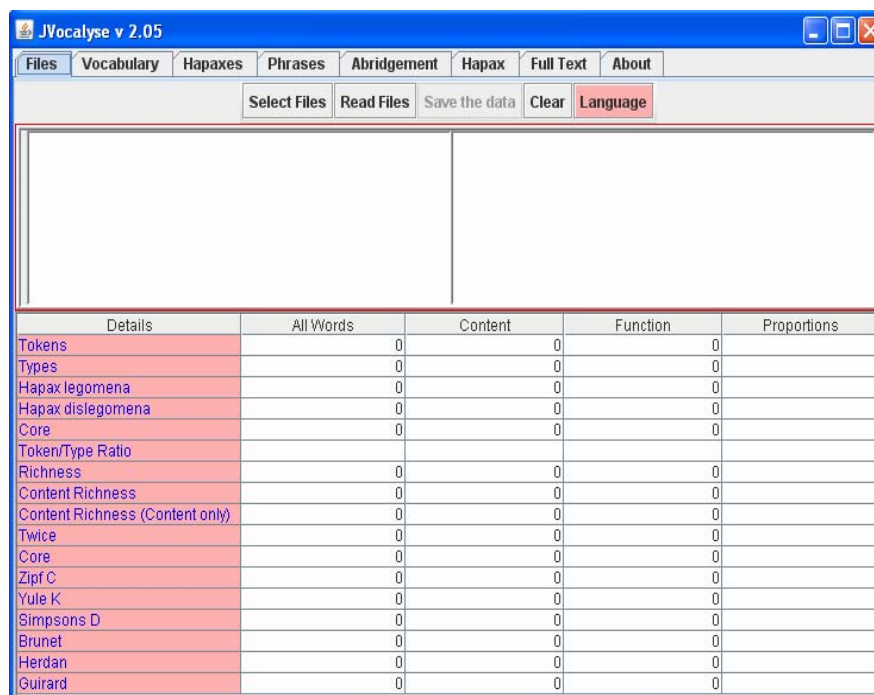 JVocalyse v 2.05
Files Vocabulary Hapaxes Phrases Abridgement Hapax Full Text About
Select Files Read Files Save the data Clear Language
Details All Words Content Function Proportions
Tokens 0 0 0
Types 0 0 0
Hapax legomena 0 0 0
Hapax dislegomena 0 0 0
Core 0 0 0
Token/Type Ratio
Richness 0 0 0
Content Richness 0 0 0
Content Richness (Content only) 0 0 0
Twice 0 0 0
Core 0 0 0
Zipf C 0 0 0
Yule K 0 0 0
Simpsons D 0 0 0
Brunet 0 0 0
Herdan 0 0 0
Guirard 0 0 0